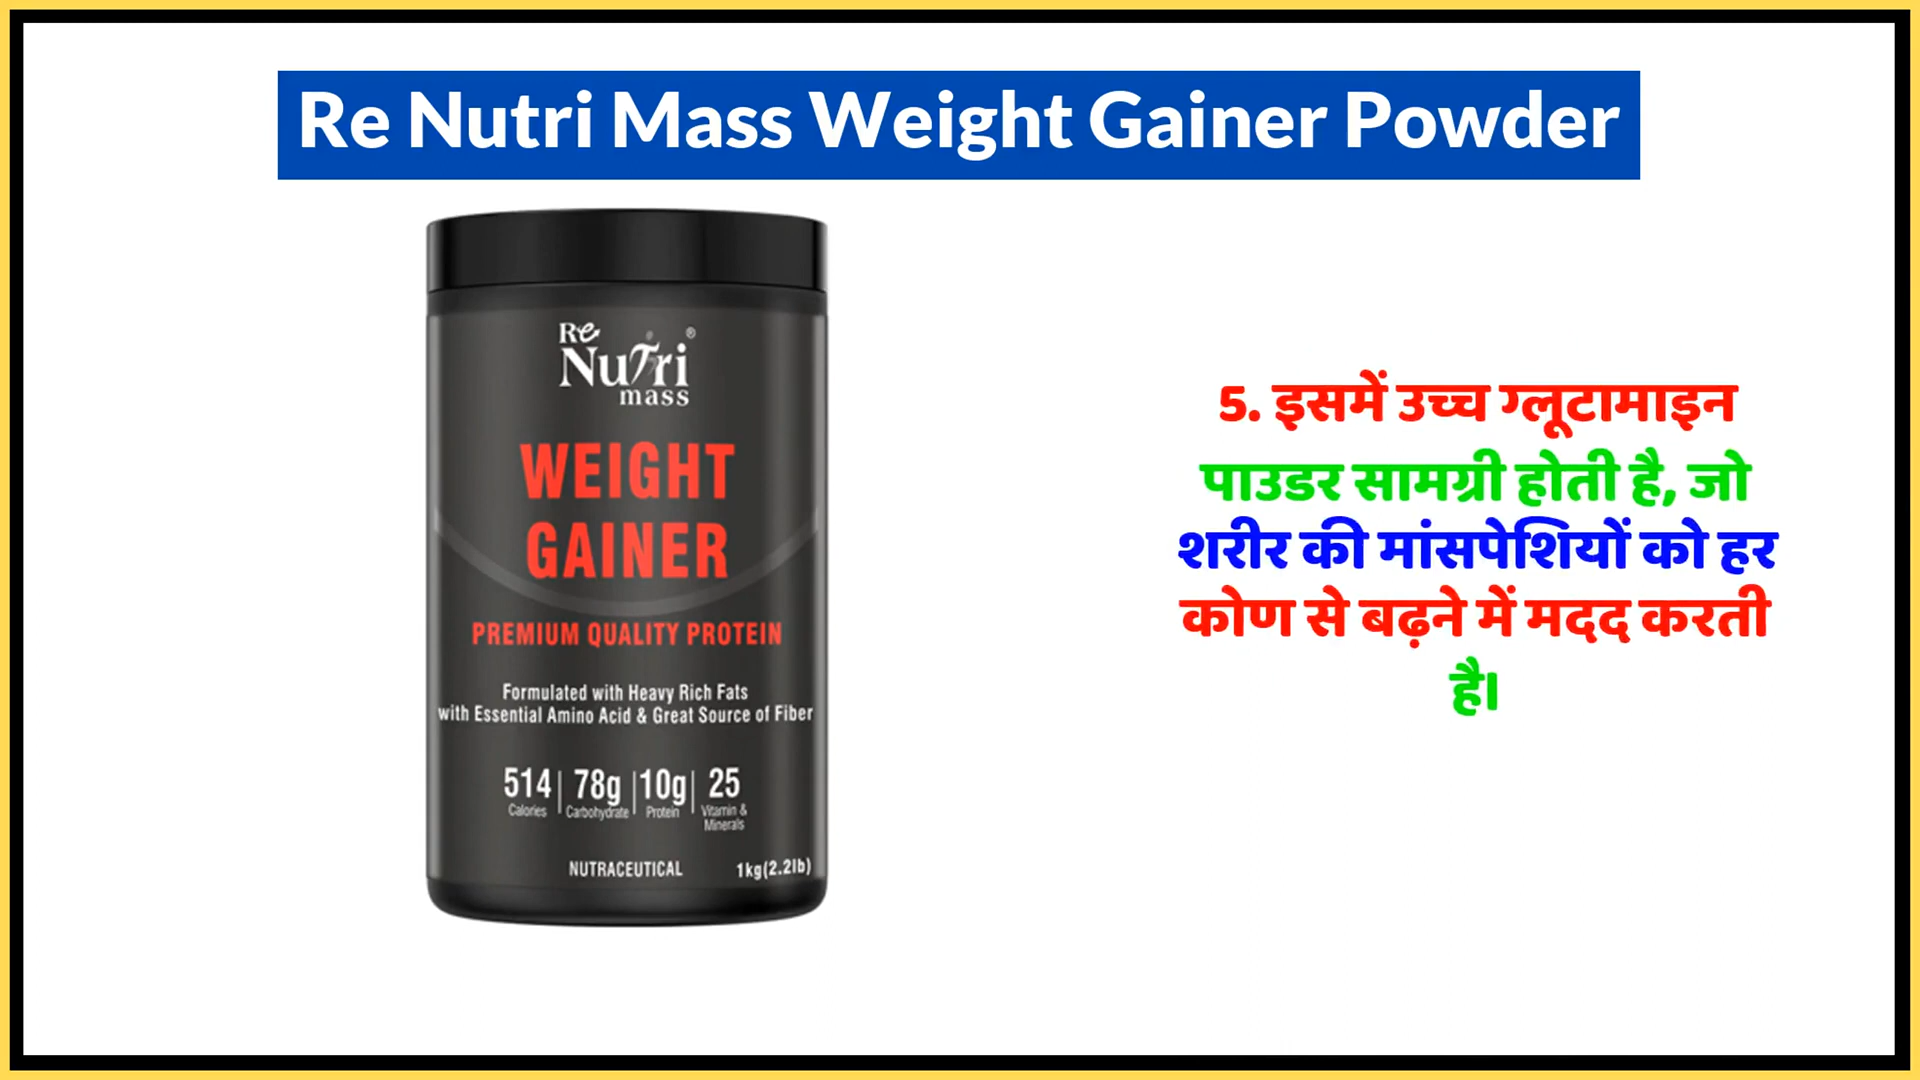 Re Nutri Mass Weight Gainer Powder
Re
Nutri®
mass
WEIGHT
GAINER
PREMIUM QUALITY PROTEIN
Formulated with Heavy Rich Fats
with Essential Amino Acid & Great Source of Fiber
514 | 78g | 10g | 25
Calories Carbohydrate Protein Vitamin &
Minerals
NUTRACEUTICAL 1kg(2.2lb)
5. इसमें उच्च ग्लूटामाइन
पाउडर सामग्री होती है, जो
शरीर की मांसपेशियों को हर
कोण से बढ़ने में मदद करती
है।